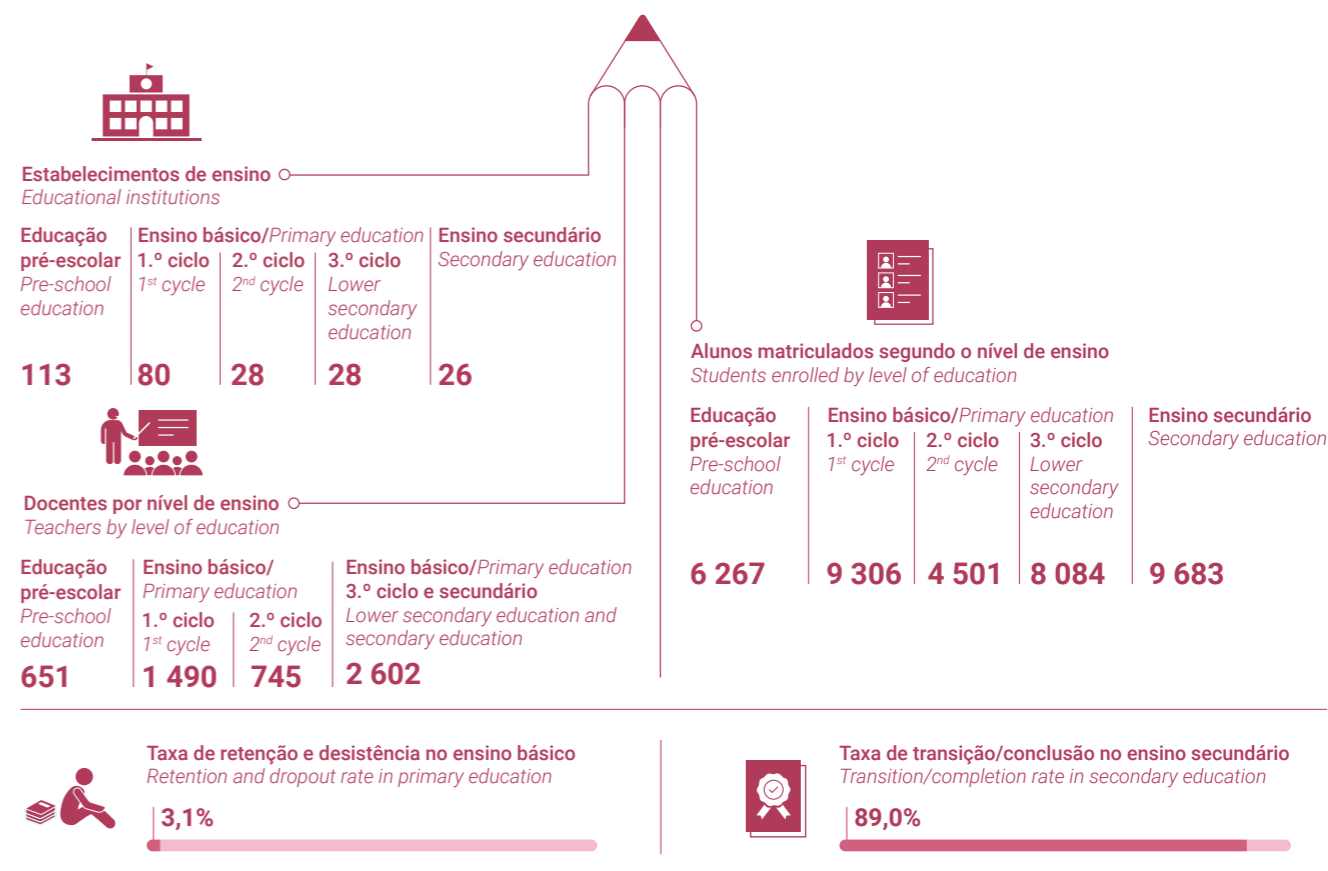 Estabelecimentos de ensino
Educational institutions
Educação
pré-escolar
Pre-school
education
113
Ensino básico/Primary education
1.º ciclo
1st cycle
80
2.º ciclo
2nd cycle
28
3.º ciclo
Lower
secondary
education
28
Ensino secundário
Secondary education
26
Docentes por nível de ensino
Teachers by level of education
Educação
pré-escolar
Pre-school
education
651
Ensino básico/
Primary education
1.º ciclo
1st cycle
1 490
2.º ciclo
2nd cycle
745
Ensino básico/Primary education
3.º ciclo e secundário
Lower secondary education and
secondary education
2 602
Alunos matriculados segundo o nível de ensino
Students enrolled by level of education
Educação
pré-escolar
Pre-school
education
6 267
Ensino básico/Primary education
1.º ciclo
1st cycle
9 306
2.º ciclo
2nd cycle
4 501
3.º ciclo
Lower
secondary
education
8 084
Ensino secundário
Secondary education
9 683
Taxa de retenção e desistência no ensino básico
Retention and dropout rate in primary education
3,1%
Taxa de transição/conclusão no ensino secundário
Transition/completion rate in secondary education
89,0%